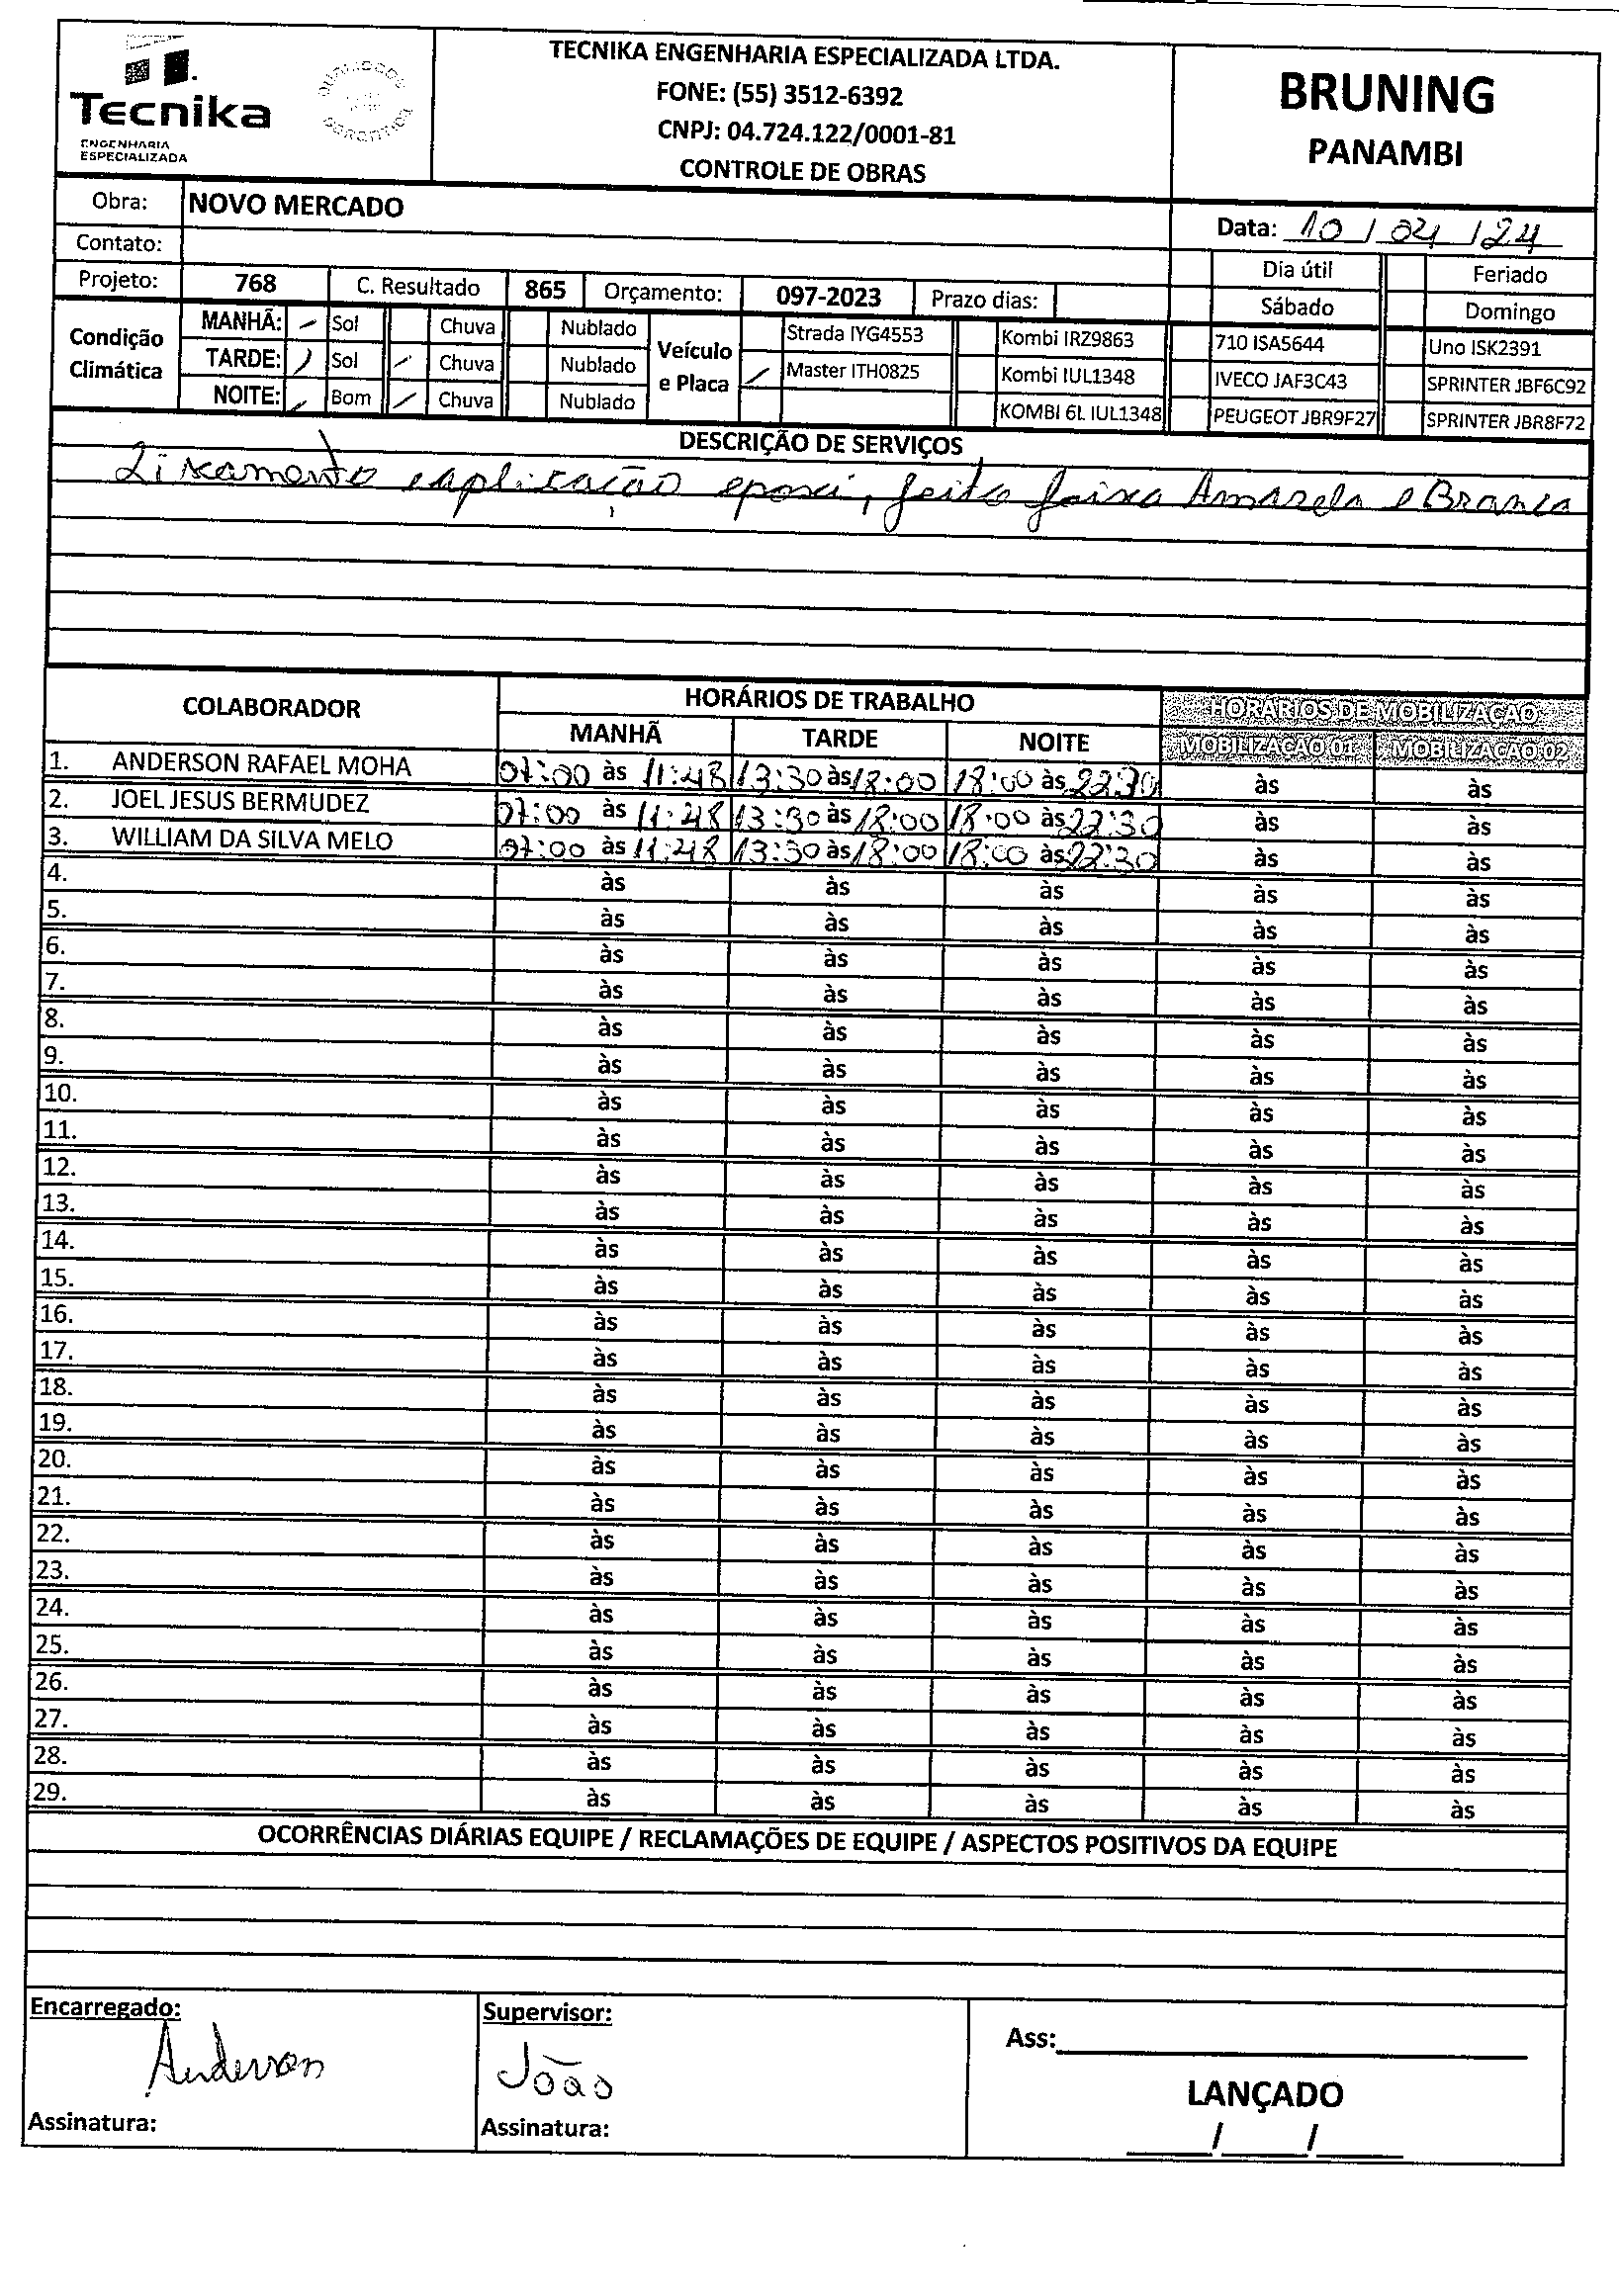 Tecnika
ENGENHARIA
ESPECIALIZADA
TECNIKA ENGENHARIA ESPECIALIZADA LTDA.
FONE: (55) 3512-6392
CNPJ: 04.724.122/0001-81
CONTROLE DE OBRAS
BRUNING
PANAMBI
Obra: NOVO MERCADO
Data: 10 / 04 / 24
Contato:
Dia útil Feriado
Projeto: 768 C. Resultado 865 Orçamento: 097-2023 Prazo dias:
Sábado Domingo
Condição Climática
MANHÃ: / Sol Chuva Nublado
TARDE: / Sol / Chuva Nublado
NOITE: / Bom / Chuva Nublado
Veículo e Placa
Strada IYG4553 Kombi IRZ9863 710 ISA5644 Uno ISK2391
/ Master ITH0825 Kombi IUL1348 IVECO JAF3C43 SPRINTER JBF6C92
KOMBI 6L IUL1348 PEUGEOT JBR9F27 SPRINTER JBR8F72
DESCRIÇÃO DE SERVIÇOS
Lixamento e aplicação epoxi, feito faixa Amarela e Branca
COLABORADOR HORÁRIOS DE TRABALHO HORÁRIOS DE MOBILIZAÇÃO
MANHÃ TARDE NOITE MOBILIZAÇÃO 01 MOBILIZAÇÃO 02
1. ANDERSON RAFAEL MOHA 07:00 às 11:48 13:30 às 18:00 18:00 às 22:30 às às
2. JOEL JESUS BERMUDEZ 07:00 às 11:48 13:30 às 18:00 18:00 às 22:30 às às
3. WILLIAM DA SILVA MELO 07:00 às 11:48 13:30 às 18:00 18:00 às 22:30 às às
4. às às às às às
5. às às às às às
6. às às às às às
7. às às às às às
8. às às às às às
9. às às às às às
10. às às às às às
11. às às às às às
12. às às às às às
13. às às às às às
14. às às às às às
15. às às às às às
16. às às às às às
17. às às às às às
18. às às às às às
19. às às às às às
20. às às às às às
21. às às às às às
22. às às às às às
23. às às às às às
24. às às às às às
25. às às às às às
26. às às às às às
27. às às às às às
28. às às às às às
29. às às às às às
OCORRÊNCIAS DIÁRIAS EQUIPE / RECLAMAÇÕES DE EQUIPE / ASPECTOS POSITIVOS DA EQUIPE
Encarregado: Supervisor:
Ass:
Anderson João
LANÇADO
Assinatura: Assinatura:
/ /